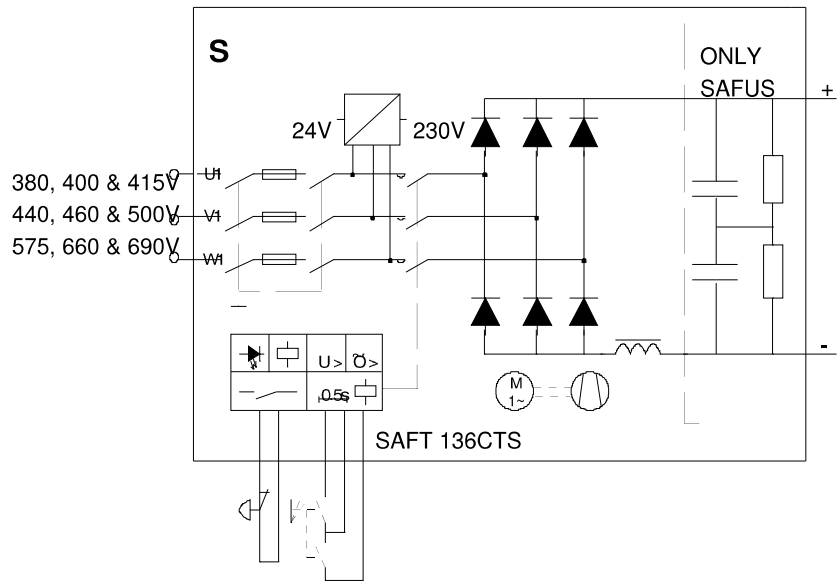 S
ONLY
SAFUS
+
24V
230V
380, 400 & 415V
U1
440, 460 & 500V
V1
575, 660 & 690V
W1
U>
0.5s
-
M
1~
SAFT 136CTS